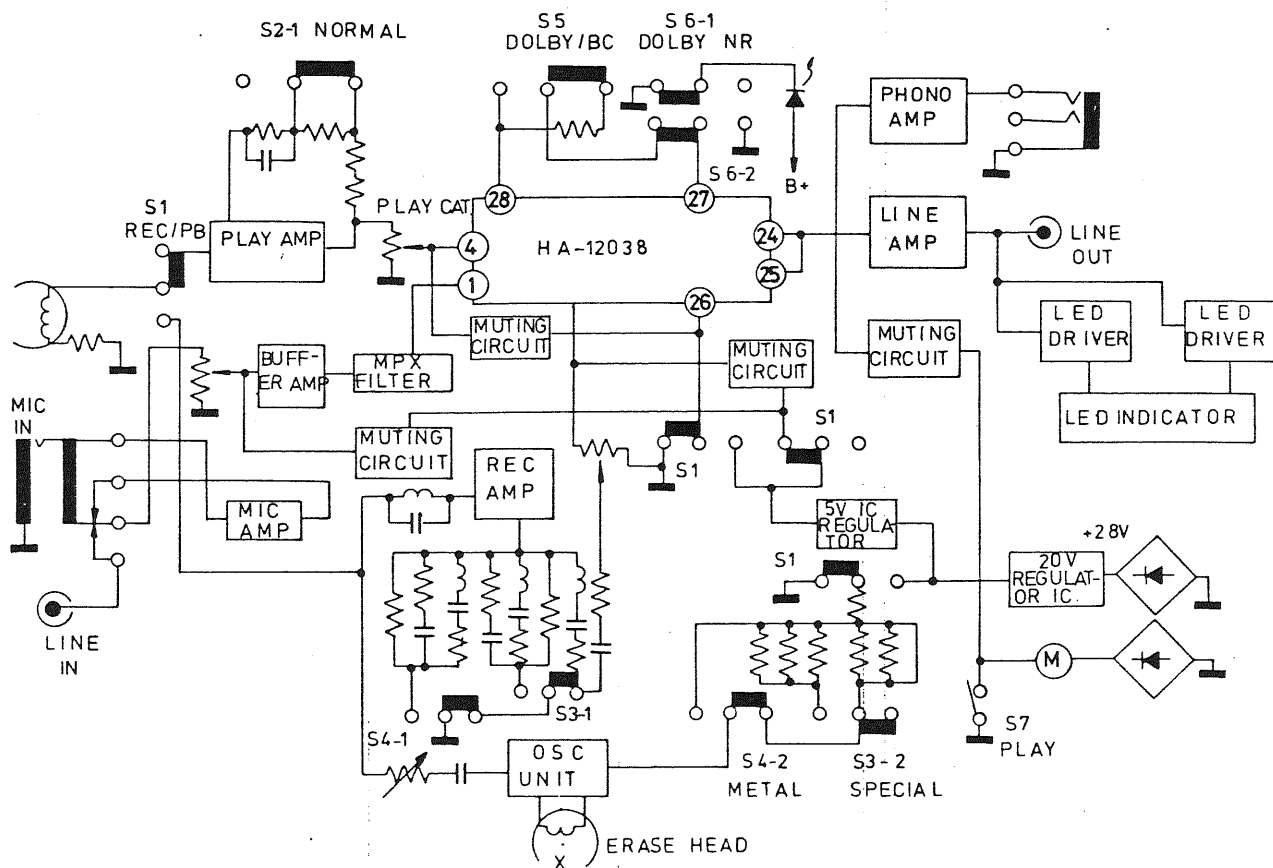 S2-1 NORMAL
S5
DOLBY/BC
S6-1
DOLBY NR
S6-2
B+
PHONO
AMP
S1
REC/PB
PLAY AMP
PLAY CAT
28
27
4
1
HA-12038
24
25
26
LINE
AMP
LINE
OUT
MUTING
CIRCUIT
MUTING
CIRCUIT
MUTING
CIRCUIT
LED
DRIVER
LED
DRIVER
LED INDICATOR
BUFF-
ER AMP
MPX
FILTER
MIC
IN
MUTING
CIRCUIT
REC
AMP
S1
S1
MIC
AMP
5V IC
REGULA
TOR
+28V
20V
REGULAT-
OR IC.
S1
LINE
IN
M
S7
PLAY
S3-1
S4-1
OSC
UNIT
S4-2
METAL
S3-2
SPECIAL
X
ERASE HEAD